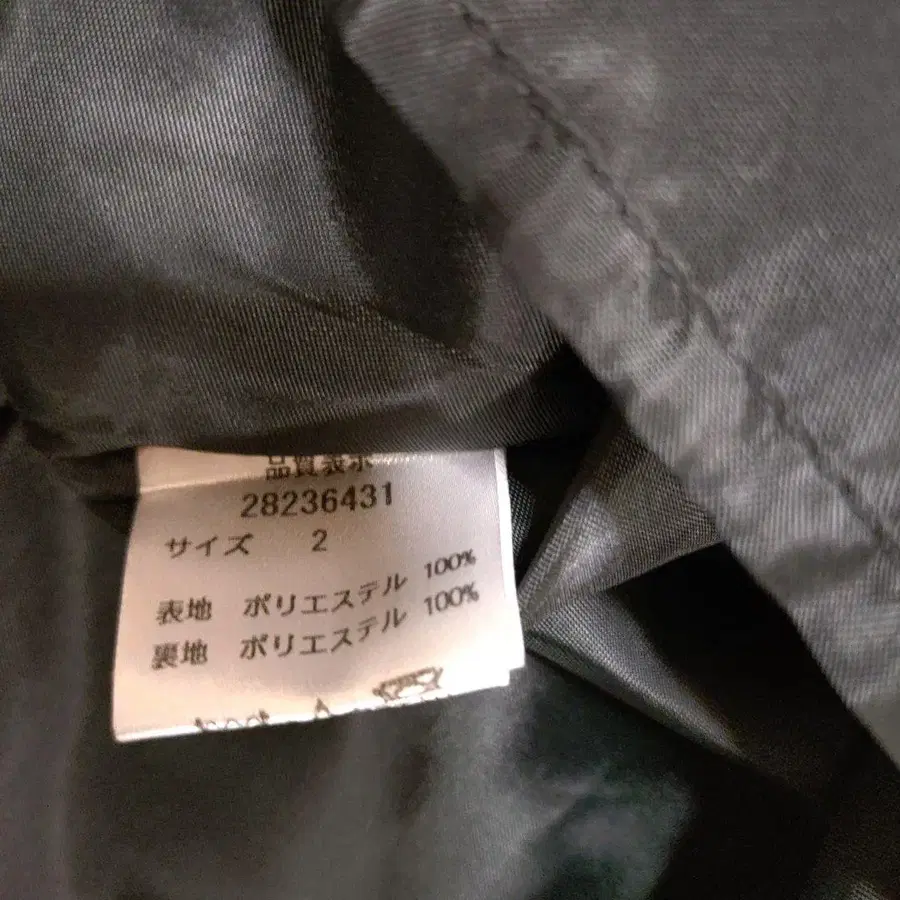 品質表示
28236431
サイズ 2
表地 ポリエステル 100%
裏地 ポリエステル 100%